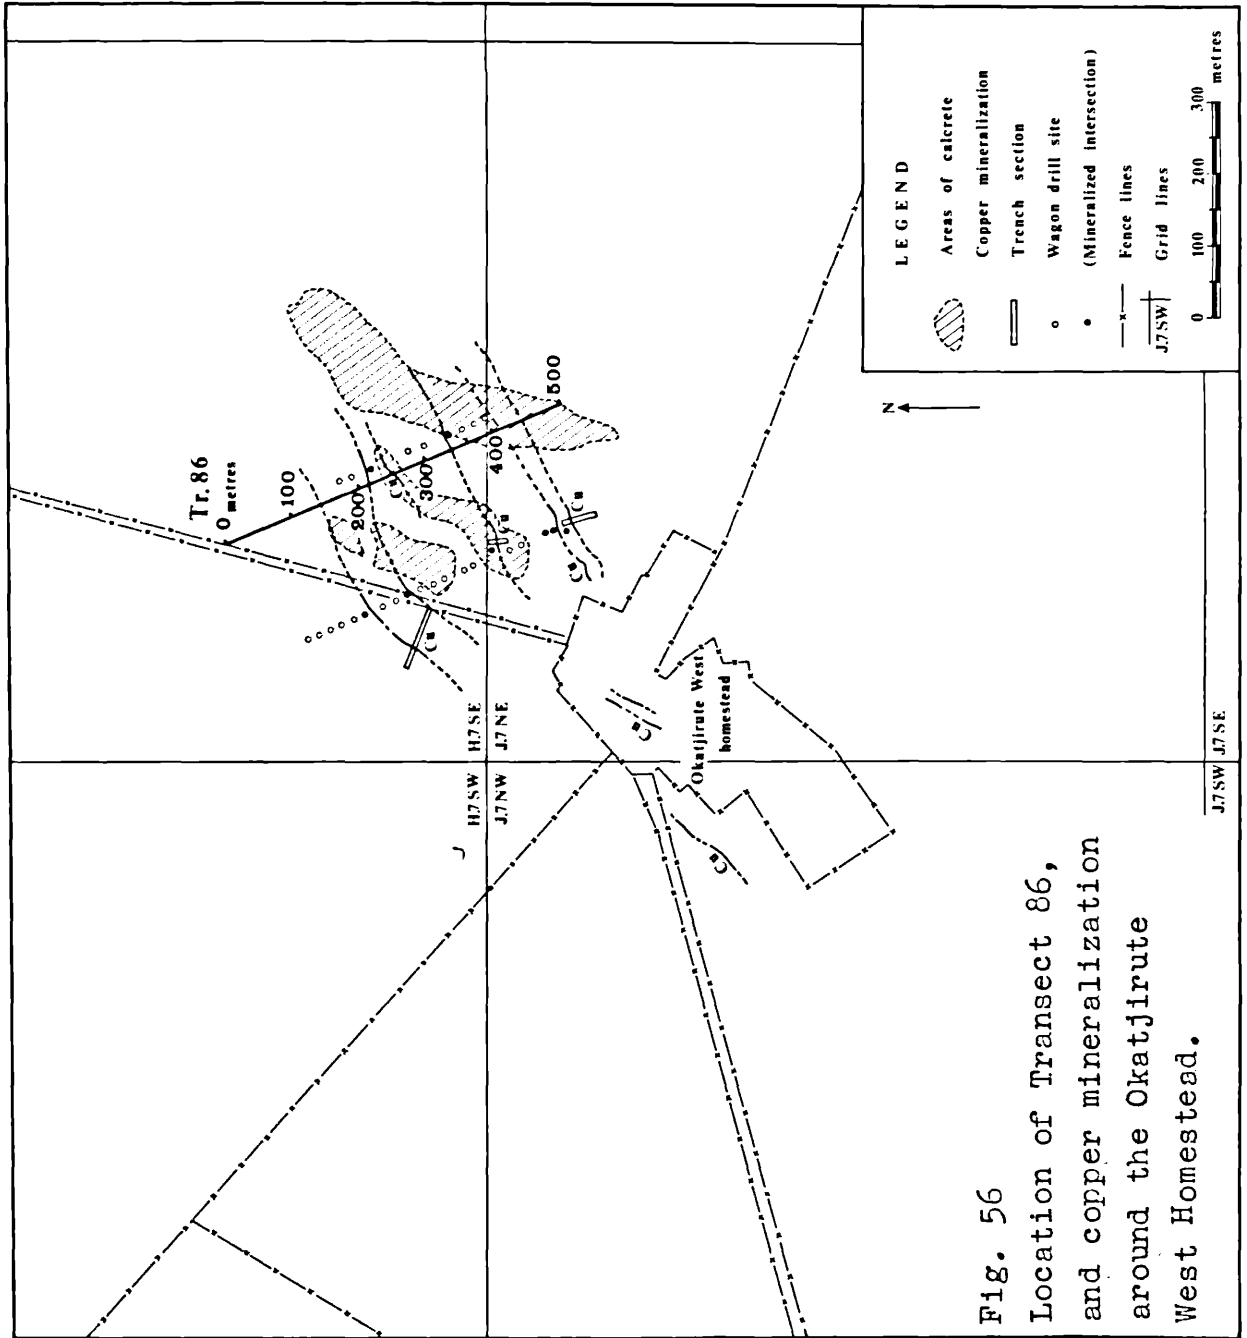 Tr.86
0 metres
100
200
300
400
500
Cu
Cu
Cu
Cu
Cu
Cu
Cu
H.7SW H.7SE
J.7NW J.7NE
N
Okatjirute West
homestead
J.7SW J.7SE
LEGEND
Areas of calcrete
Copper mineralization
Trench section
Wagon drill site
(Mineralized intersection)
Fence lines
J.7SW Grid lines
0 100 200 300 metres
Fig. 56
Location of Transect 86,
and copper mineralization
around the Okatjirute
West Homestead.